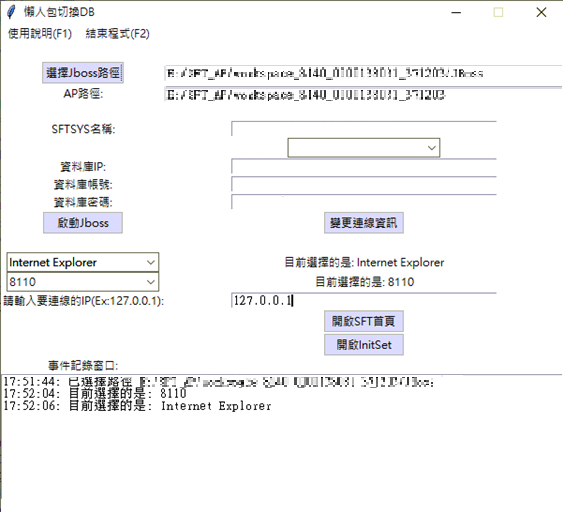 懶人包切換DB
使用說明(F1) 結束程式(F2)
選擇Jboss路徑
AP路徑:
SFTSYS名稱:
資料庫IP:
資料庫帳號:
資料庫密碼:
啟動Jboss 變更連線資訊
Internet Explorer 目前選擇的是: Internet Explorer
8110 目前選擇的是: 8110
請輸入要連線的IP(Ex:127.0.0.1): 127.0.0.1
開啟SFT首頁
開啟InitSet
事件記錄窗口:
17:51:44: 已選擇路徑
17:52:04: 目前選擇的是: 8110
17:52:06: 目前選擇的是: Internet Explorer